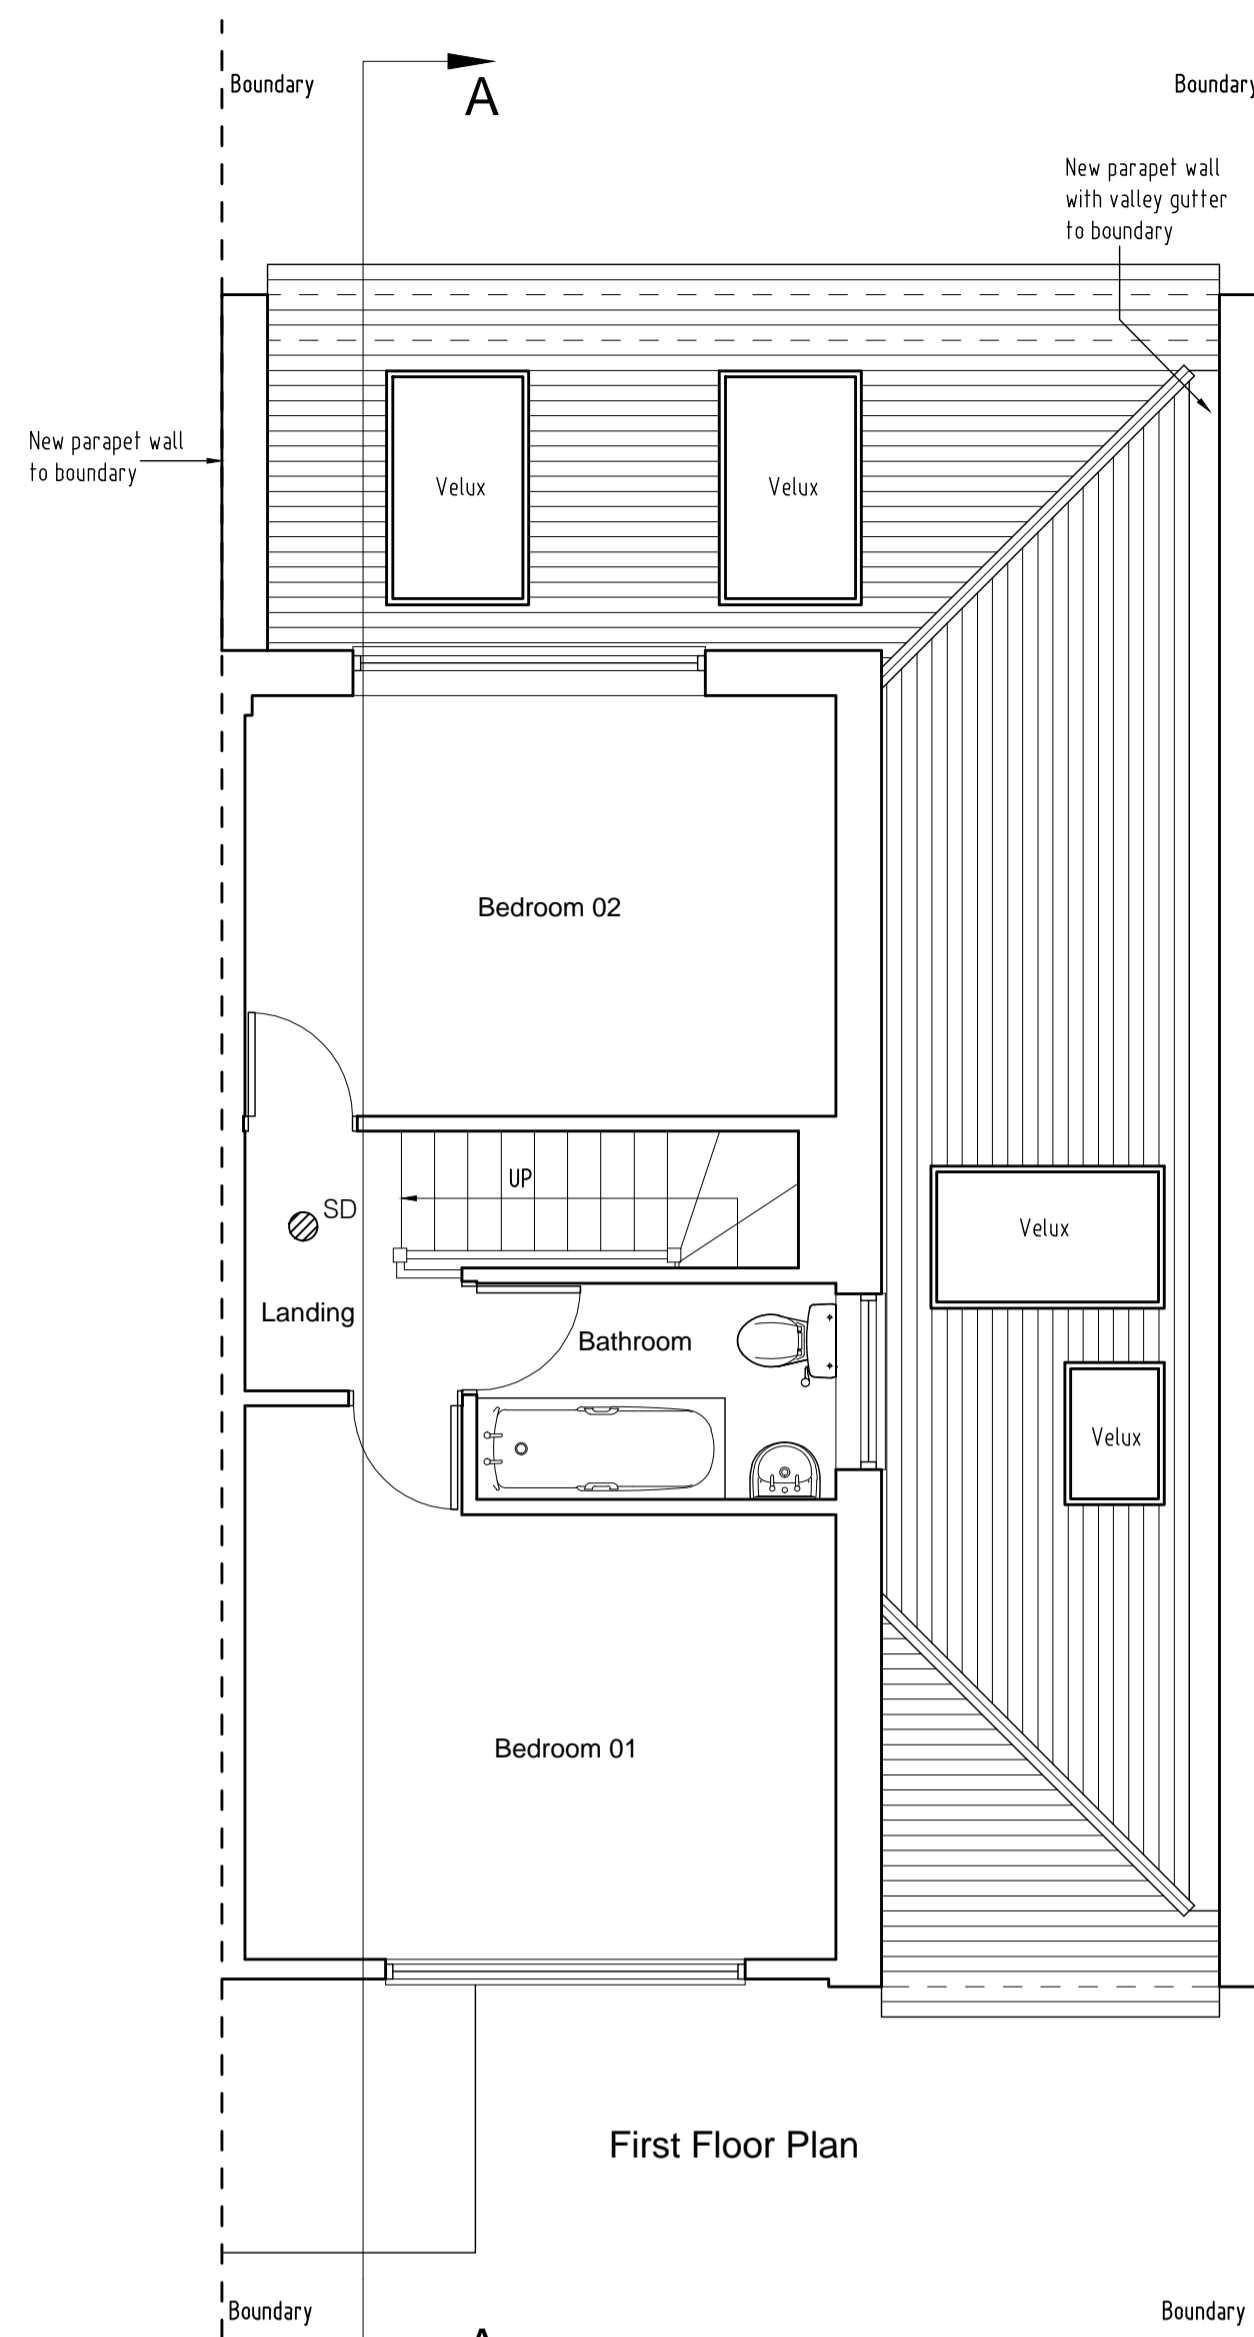 Boundary
A
Boundary
New parapet wall
with valley gutter
to boundary
New parapet wall
to boundary
Velux
Velux
Bedroom 02
UP
SD
Velux
Landing
Bathroom
Velux
Bedroom 01
First Floor Plan
Boundary
Boundary
A